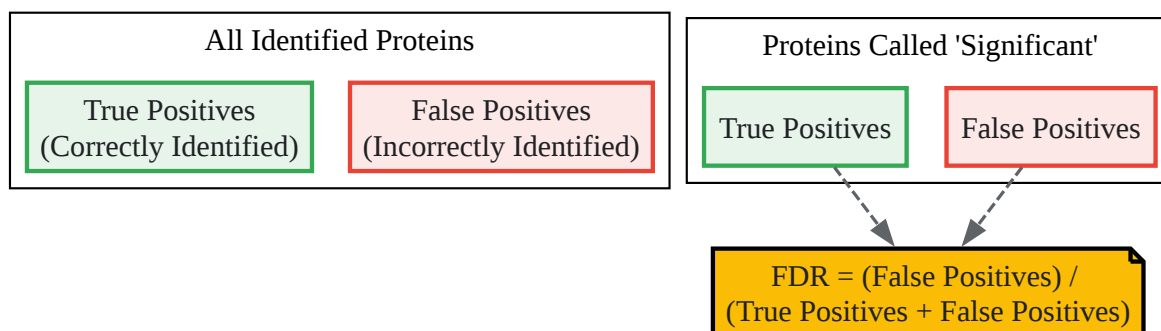 All Identified Proteins
True Positives
(Correctly Identified)
False Positives
(Incorrectly Identified)
Proteins Called 'Significant'
True Positives
False Positives
FDR = (False Positives) /
(True Positives + False Positives)